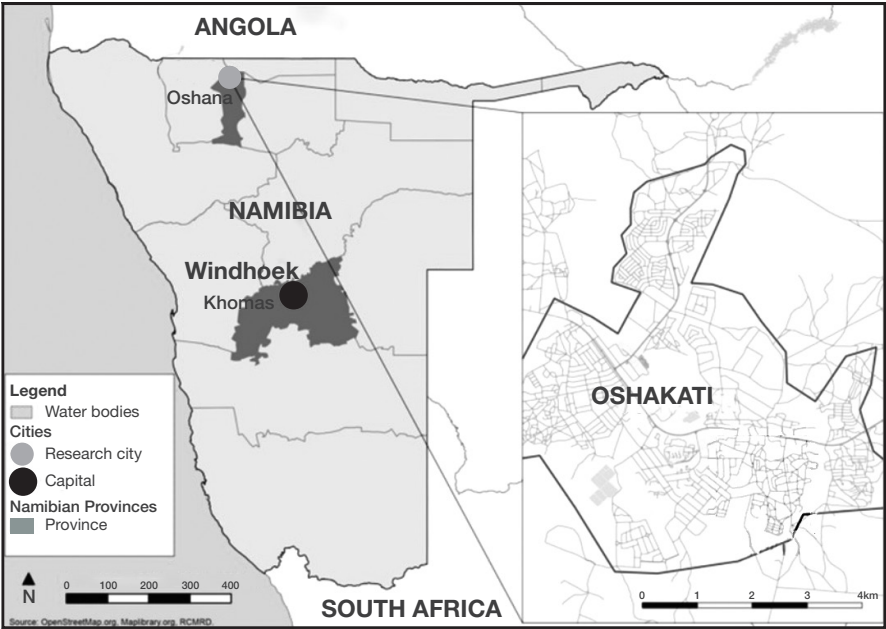 ANGOLA
Oshana
NAMIBIA
Windhoek
Khomas
OSHAKATI
Legend
Water bodies
Cities
Research city
Capital
Namibian Provinces
Province
N
0 100 200 300 400
SOUTH AFRICA
0 1 2 3 4km
Source: OpenStreetMap.org, Maplibrary.org, RCMRD.